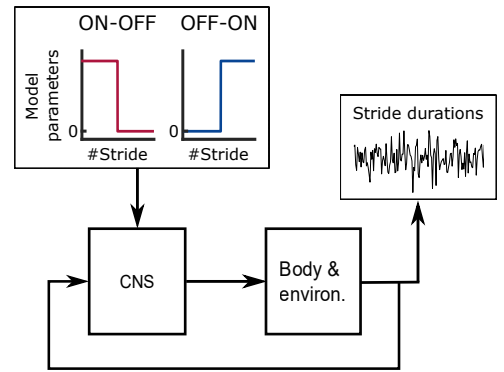 ON-OFF OFF-ON
Model
parameters
0 0
#Stride #Stride
Stride durations
CNS
Body &
environ.